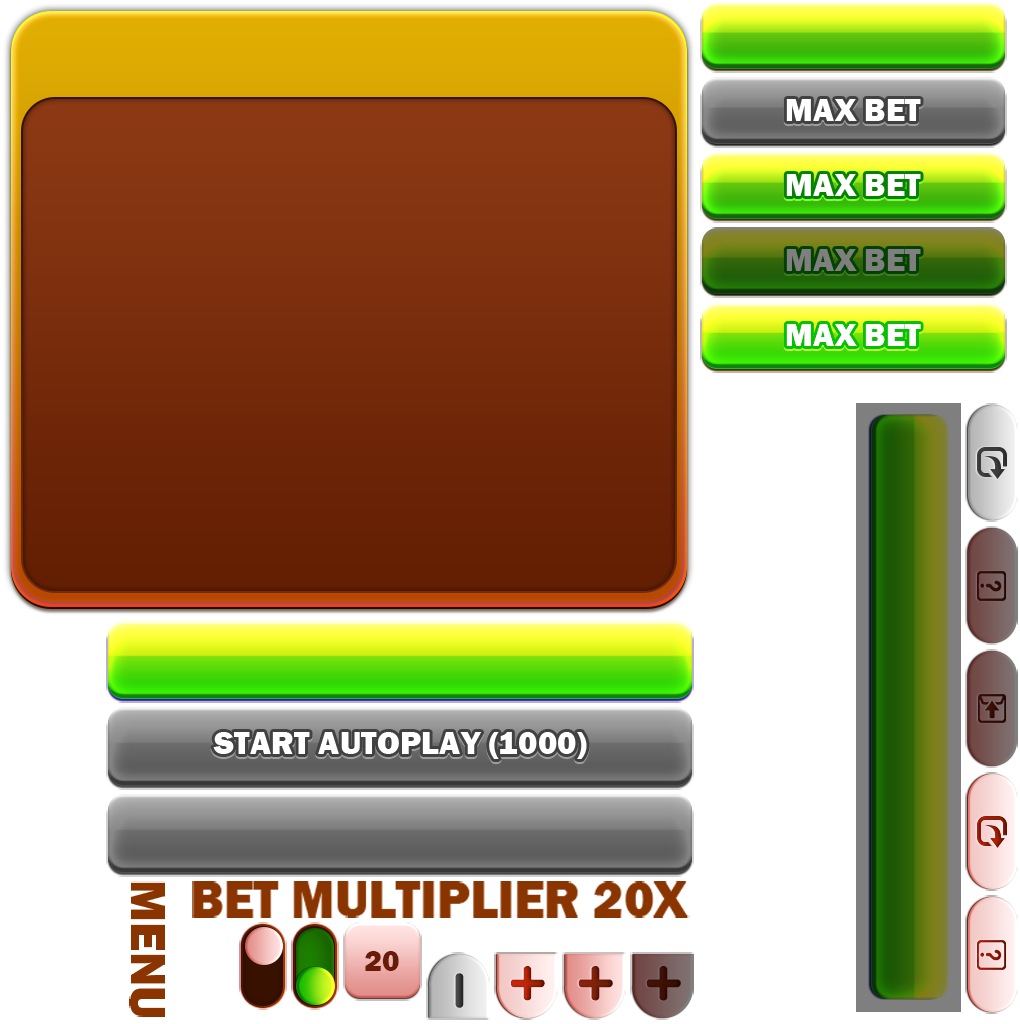 MAX BET
MAX BET
MAX BET
MAX BET
START AUTOPLAY (1000)
BET MULTIPLIER 20X
MENU
20
?
?